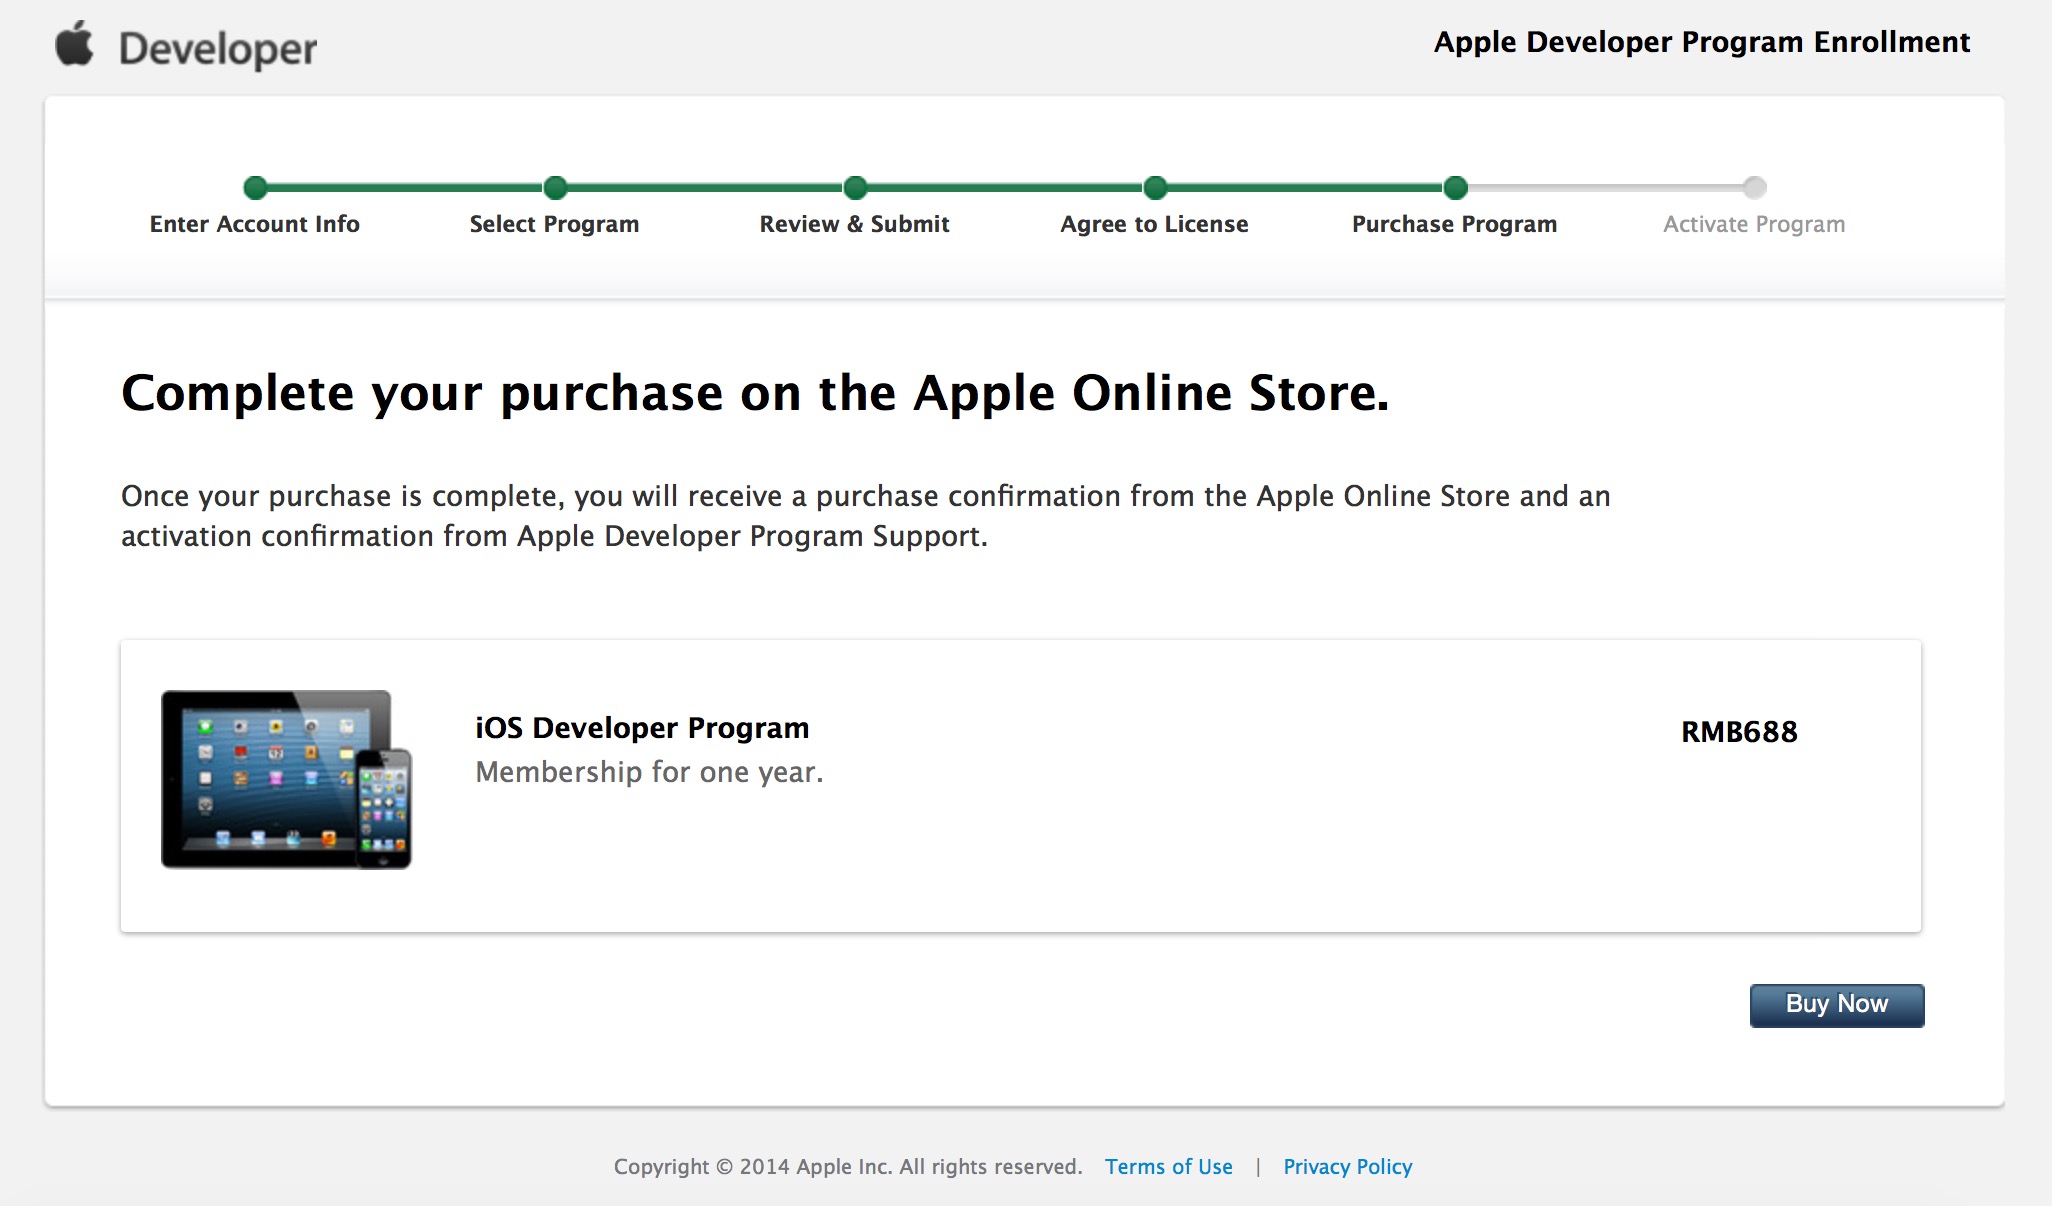 Developer
Apple Developer Program Enrollment
Enter Account Info
Select Program
Review & Submit
Agree to License
Purchase Program
Activate Program
Complete your purchase on the Apple Online Store.
Once your purchase is complete, you will receive a purchase confirmation from the Apple Online Store and an
activation confirmation from Apple Developer Program Support.
iOS Developer Program
RMB688
Membership for one year.
Buy Now
Copyright © 2014 Apple Inc. All rights reserved. Terms of Use | Privacy Policy